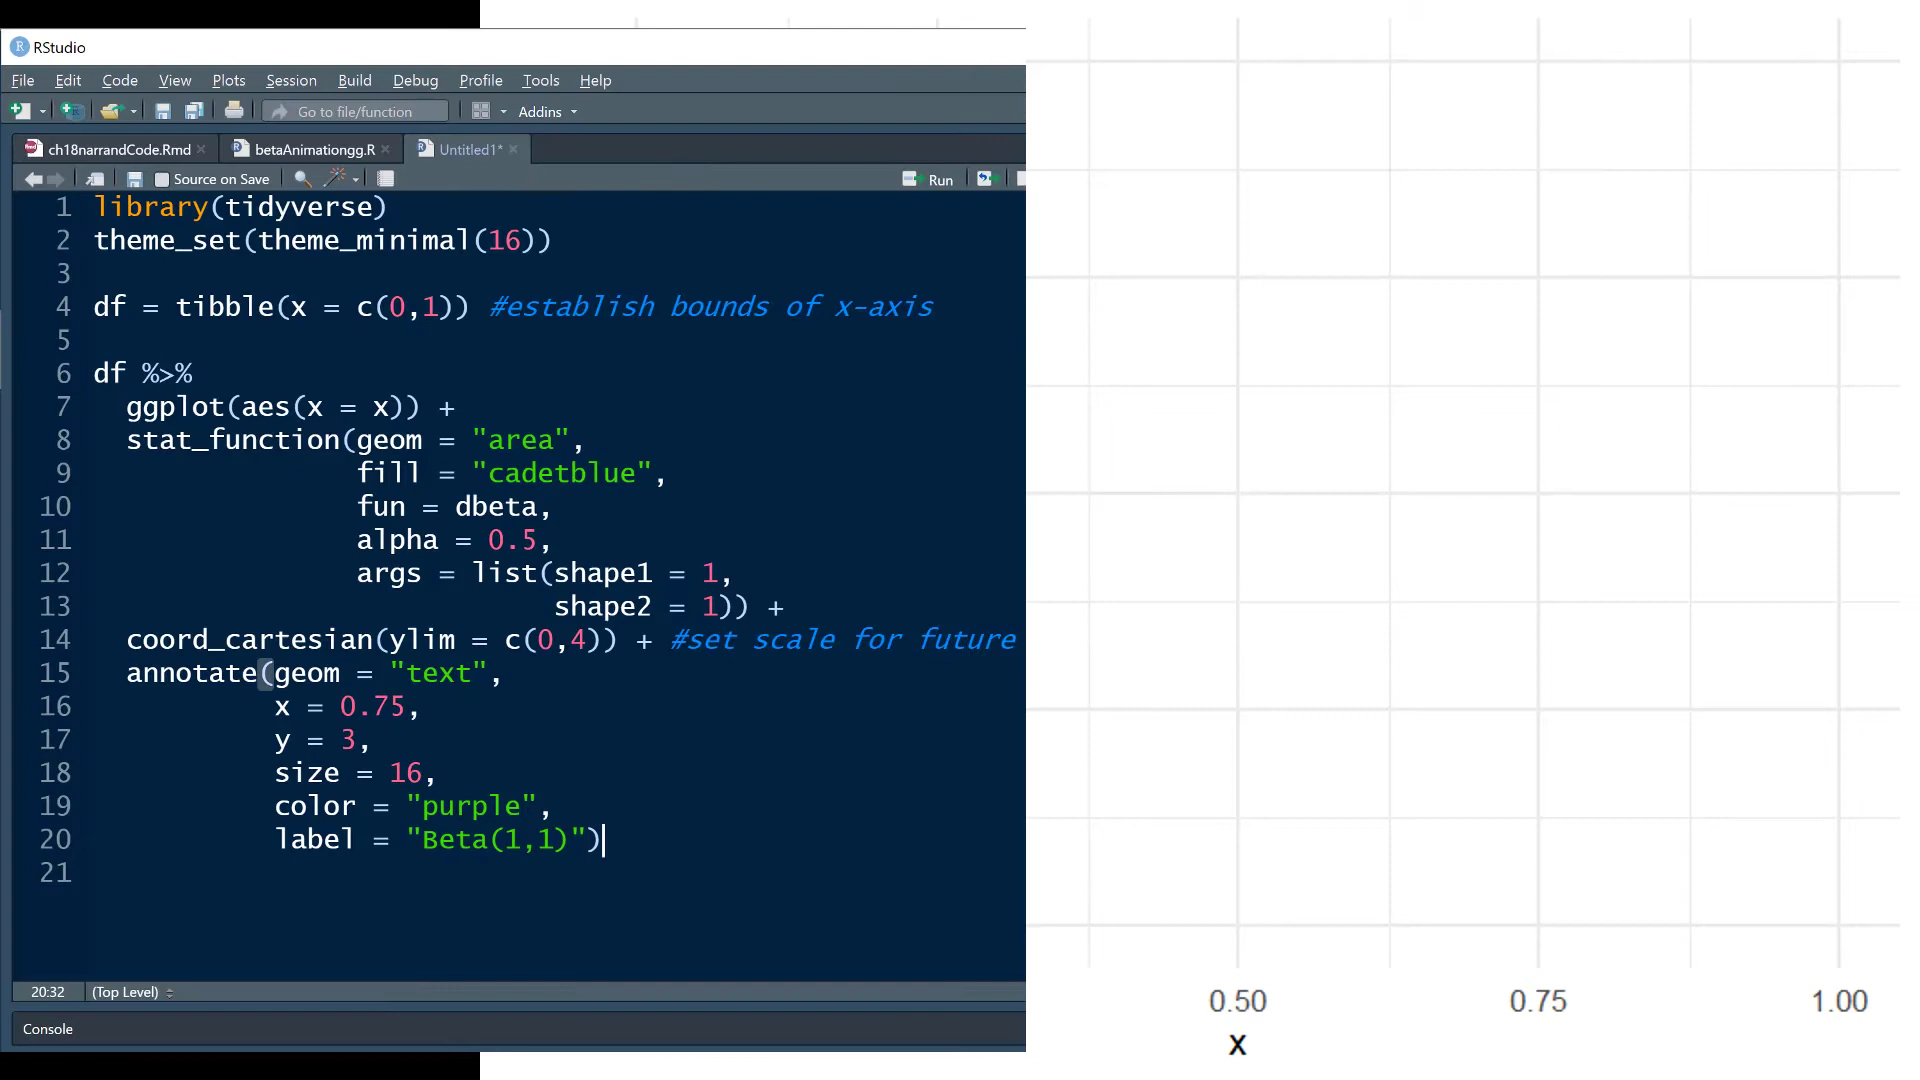 RStudio
File Edit Code View Plots Session Build Debug Profile Tools Help
Go to file/function Addins
ch18narrandCode.Rmd betaAnimationgg.R Untitled1*
Source on Save Run
1 library(tidyverse)
2 theme_set(theme_minimal(16))
3
4 df = tibble(x = c(0,1)) #establish bounds of x-axis
5
6 df %>%
7 ggplot(aes(x = x)) +
8 stat_function(geom = "area",
9 fill = "cadetblue",
10 fun = dbeta,
11 alpha = 0.5,
12 args = list(shape1 = 1,
13 shape2 = 1)) +
14 coord_cartesian(ylim = c(0,4)) + #set scale for future
15 annotate(geom = "text",
16 x = 0.75,
17 y = 3,
18 size = 16,
19 color = "purple",
20 label = "Beta(1,1)")
21
20:32 (Top Level)
Console
0.50 0.75 1.00
x